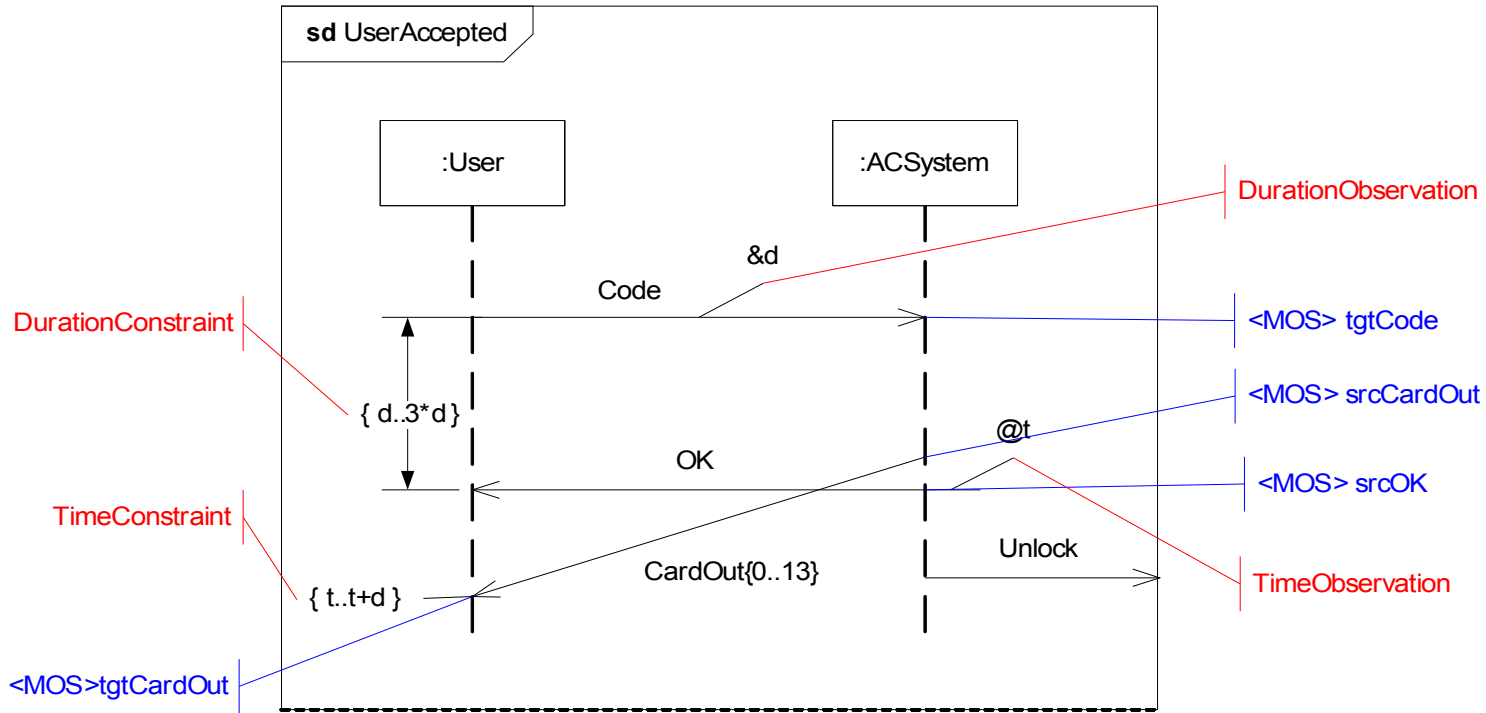 sd UserAccepted
:User
:ACSystem
DurationObservation
&d
Code
DurationConstraint
<MOS> tgtCode
<MOS> srcCardOut
{ d..3*d }
@t
OK
<MOS> srcOK
TimeConstraint
Unlock
CardOut{0..13}
TimeObservation
{ t..t+d }
<MOS>tgtCardOut